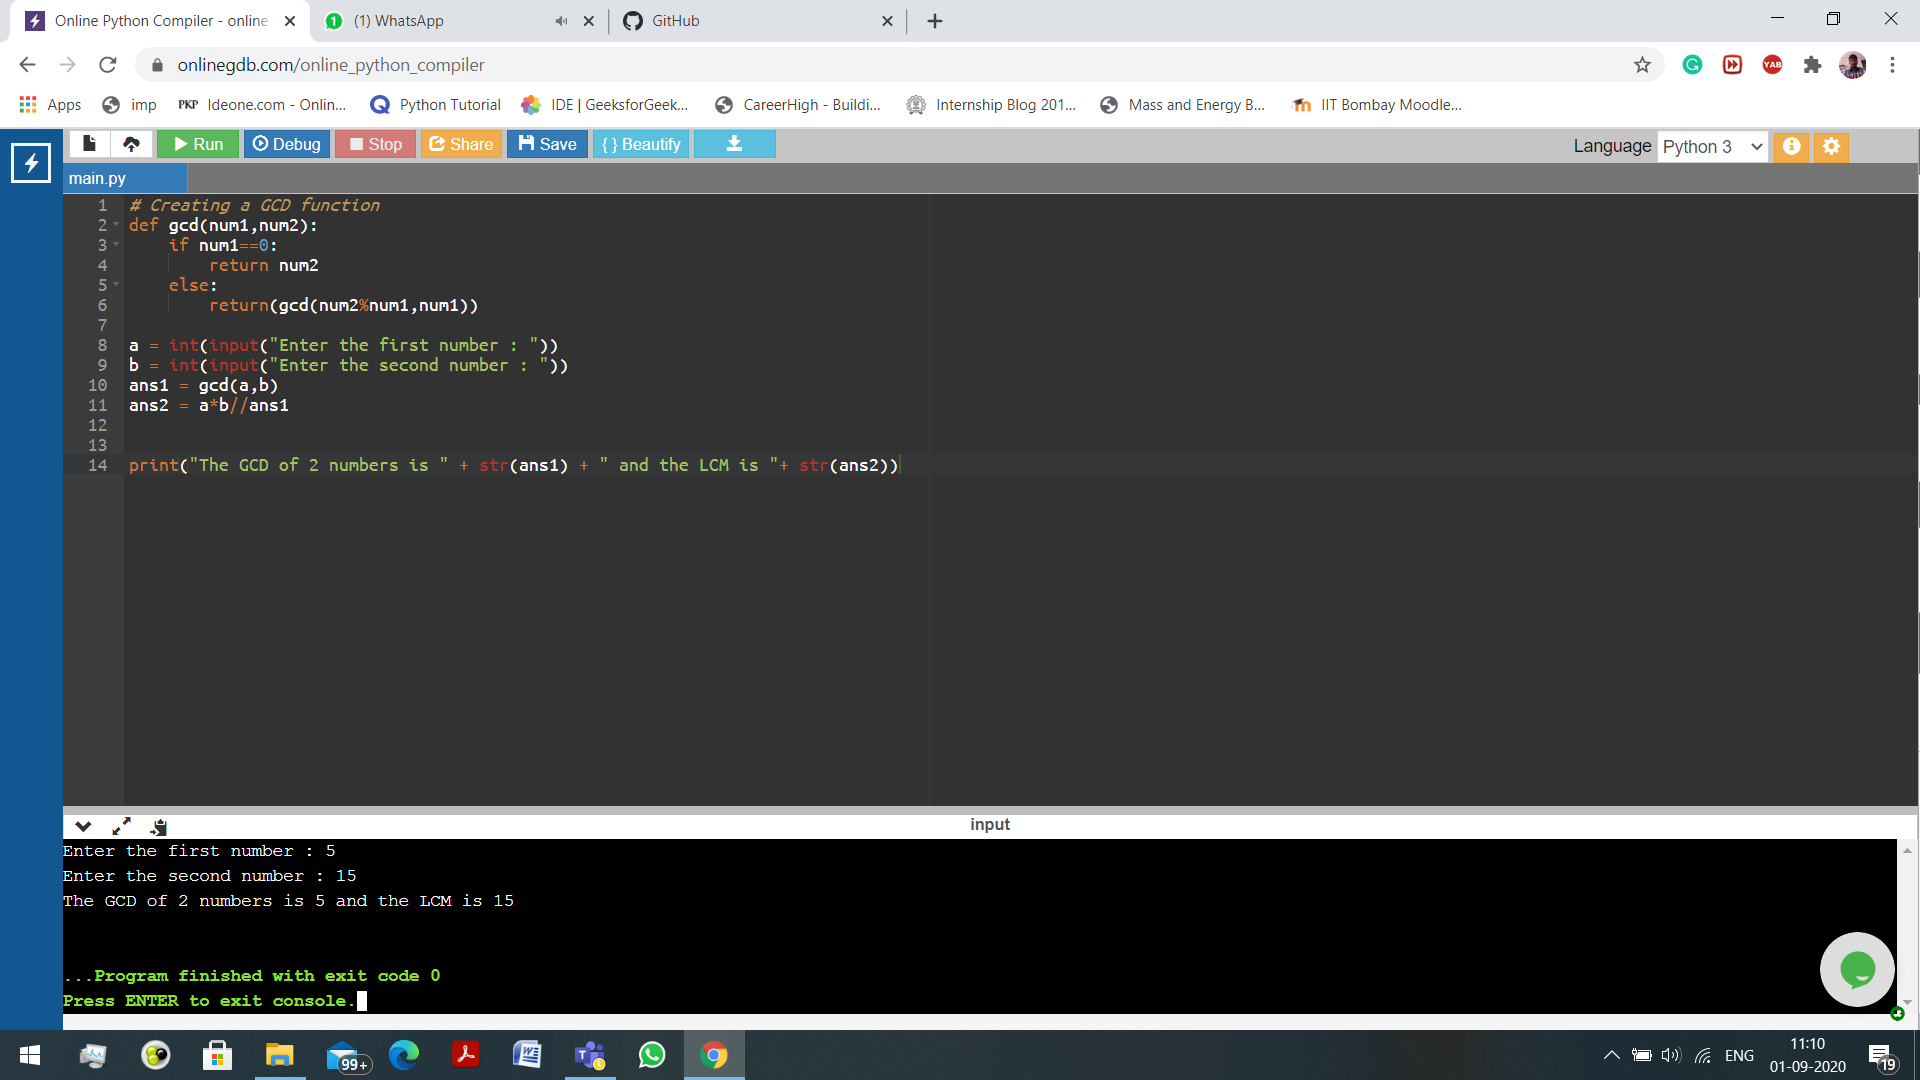 Online Python Compiler - online
(1) WhatsApp
GitHub
onlinegdb.com/online_python_compiler
YAB
Apps
imp
PKP Ideone.com - Onlin...
Python Tutorial
IDE | GeeksforGeek...
CareerHigh - Buildi...
Internship Blog 201...
Mass and Energy B...
IIT Bombay Moodle...
Run
Debug
Stop
Share
Save
{ } Beautify
Language
Python 3
main.py
1 # Creating a GCD function
2 def gcd(num1,num2):
3     if num1==0:
4         return num2
5     else:
6         return(gcd(num2%num1,num1))
7
8 a = int(input("Enter the first number : "))
9 b = int(input("Enter the second number : "))
10 ans1 = gcd(a,b)
11 ans2 = a*b//ans1
12
13
14 print("The GCD of 2 numbers is " + str(ans1) + " and the LCM is "+ str(ans2))
input
Enter the first number : 5
Enter the second number : 15
The GCD of 2 numbers is 5 and the LCM is 15
...Program finished with exit code 0
Press ENTER to exit console.
99+
ENG
11:10
01-09-2020
19